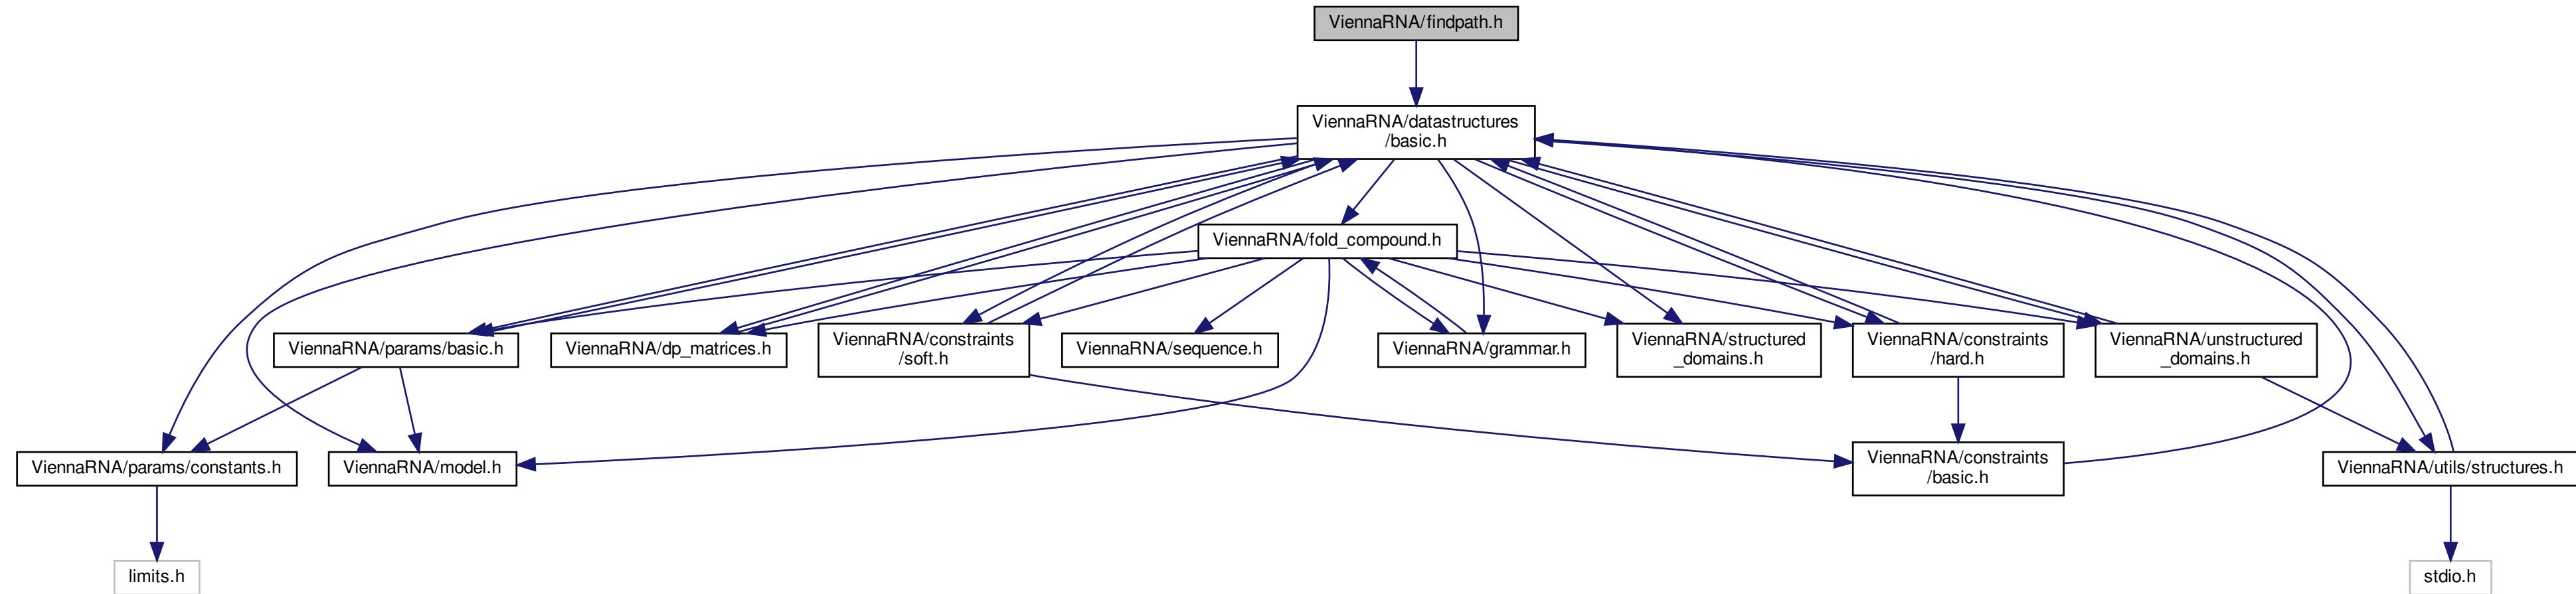 ViennaRNA/findpath.h
ViennaRNA/datastructures
/basic.h
ViennaRNA/fold_compound.h
ViennaRNA/params/basic.h
ViennaRNA/dp_matrices.h
ViennaRNA/constraints
/soft.h
ViennaRNA/sequence.h
ViennaRNA/grammar.h
ViennaRNA/structured
_domains.h
ViennaRNA/constraints
/hard.h
ViennaRNA/unstructured
_domains.h
ViennaRNA/params/constants.h
ViennaRNA/model.h
ViennaRNA/constraints
/basic.h
ViennaRNA/utils/structures.h
limits.h
stdio.h